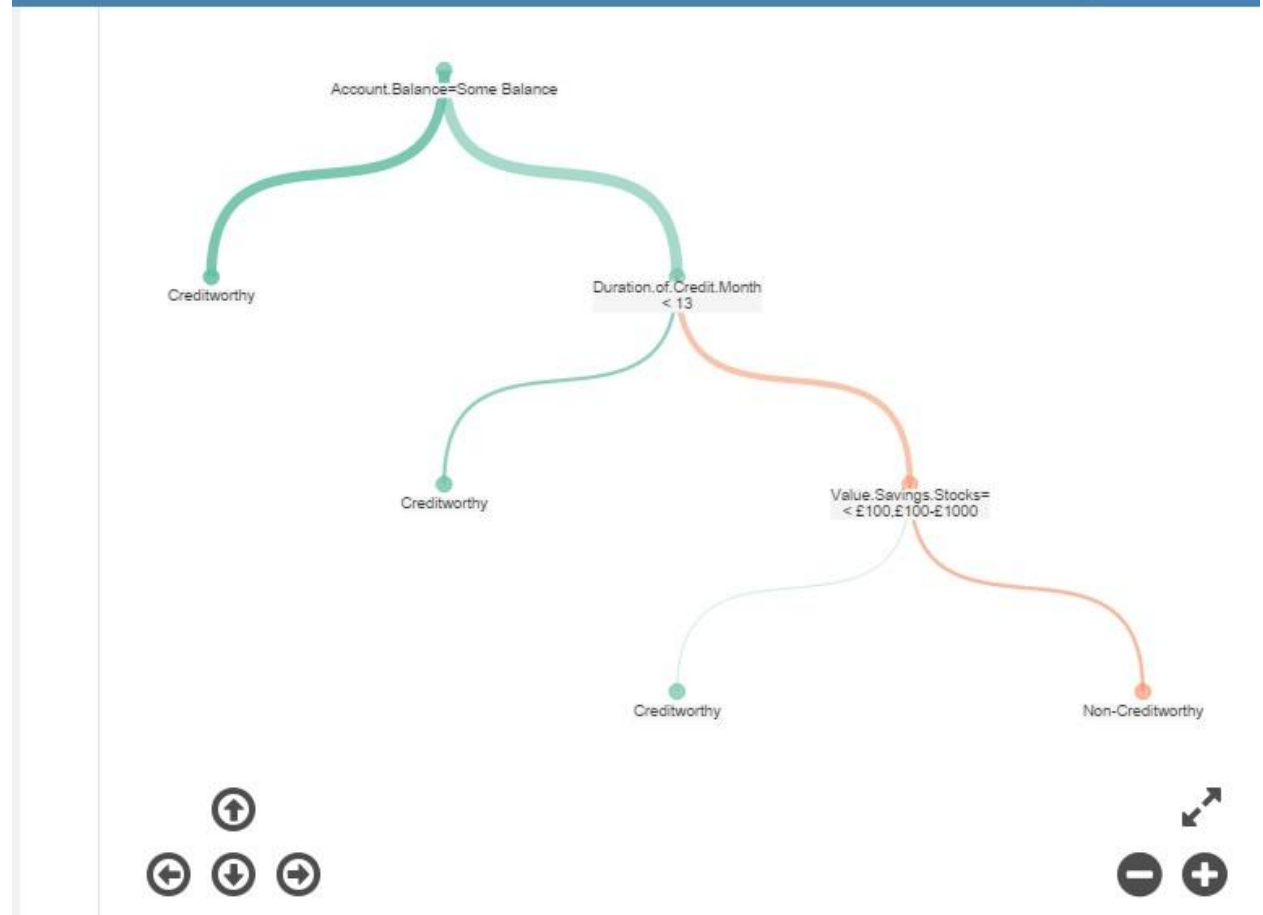 Account.Balance=Some Balance
Creditworthy
Duration.of.Credit.Month
< 13
Creditworthy
Value.Savings.Stocks=
< £100,£100-£1000
Creditworthy
Non-Creditworthy